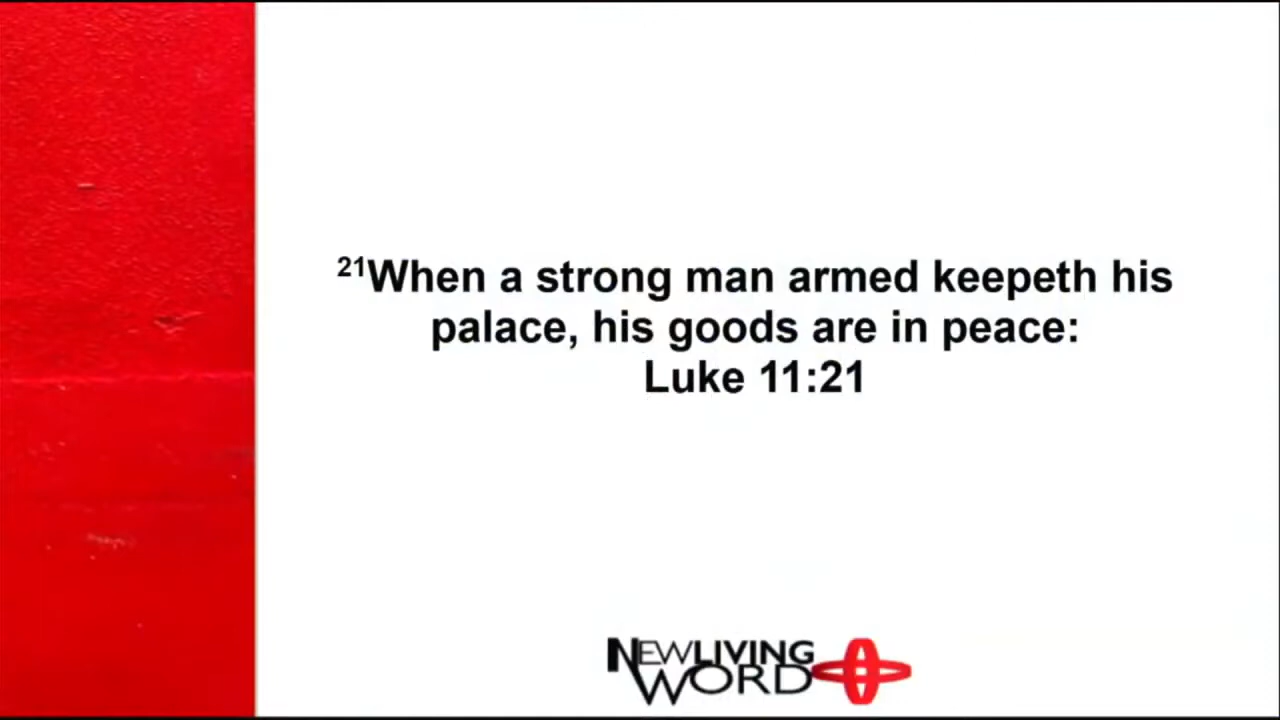 ²¹When a strong man armed keepeth his
palace, his goods are in peace:
Luke 11:21
NEWLIVING
WORD